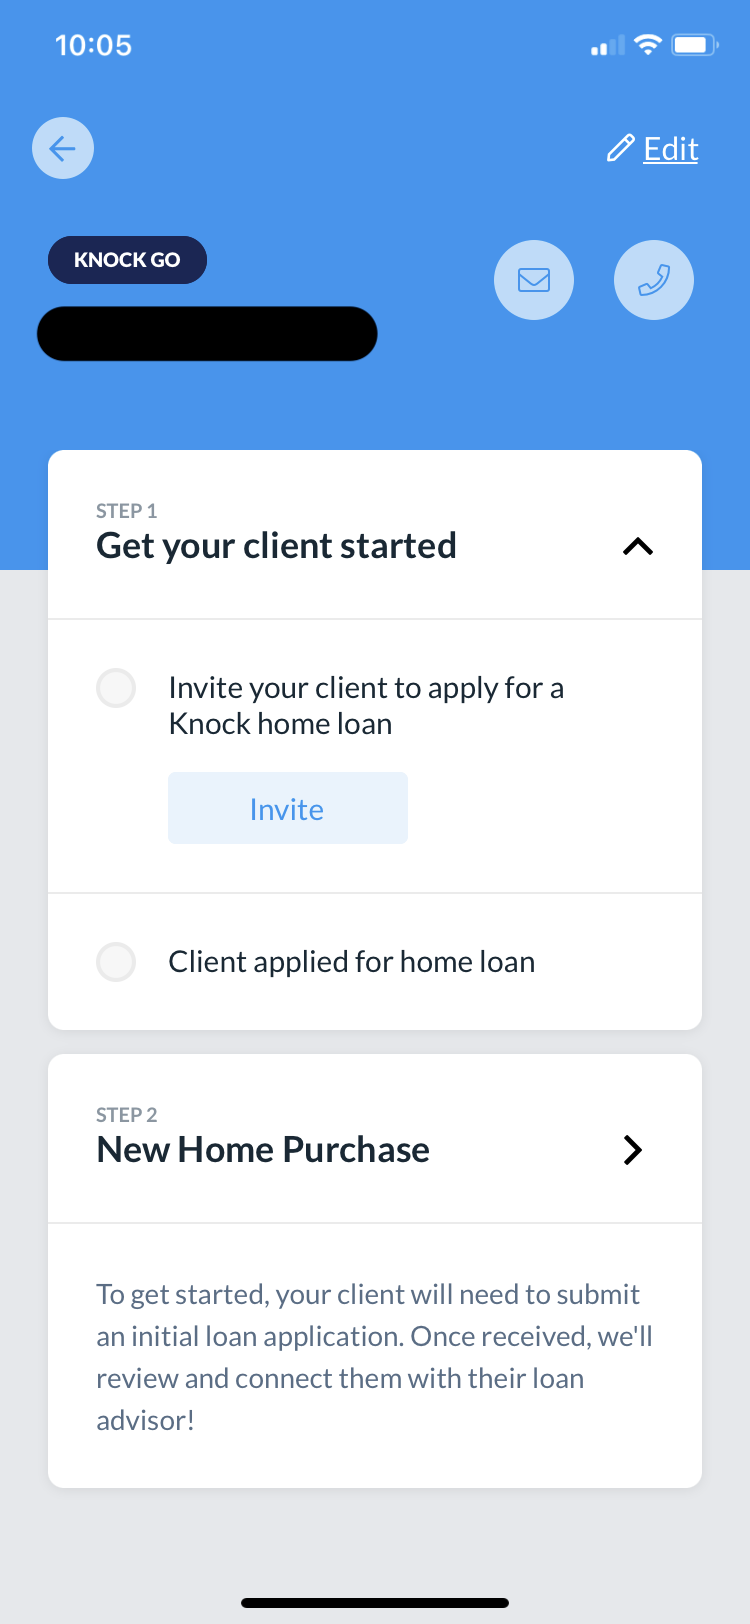 10:05
Edit
KNOCK GO
STEP 1
Get your client started
Invite your client to apply for a
Knock home loan
Invite
Client applied for home loan
STEP 2
New Home Purchase
To get started, your client will need to submit
an initial loan application. Once received, we'll
review and connect them with their loan
advisor!